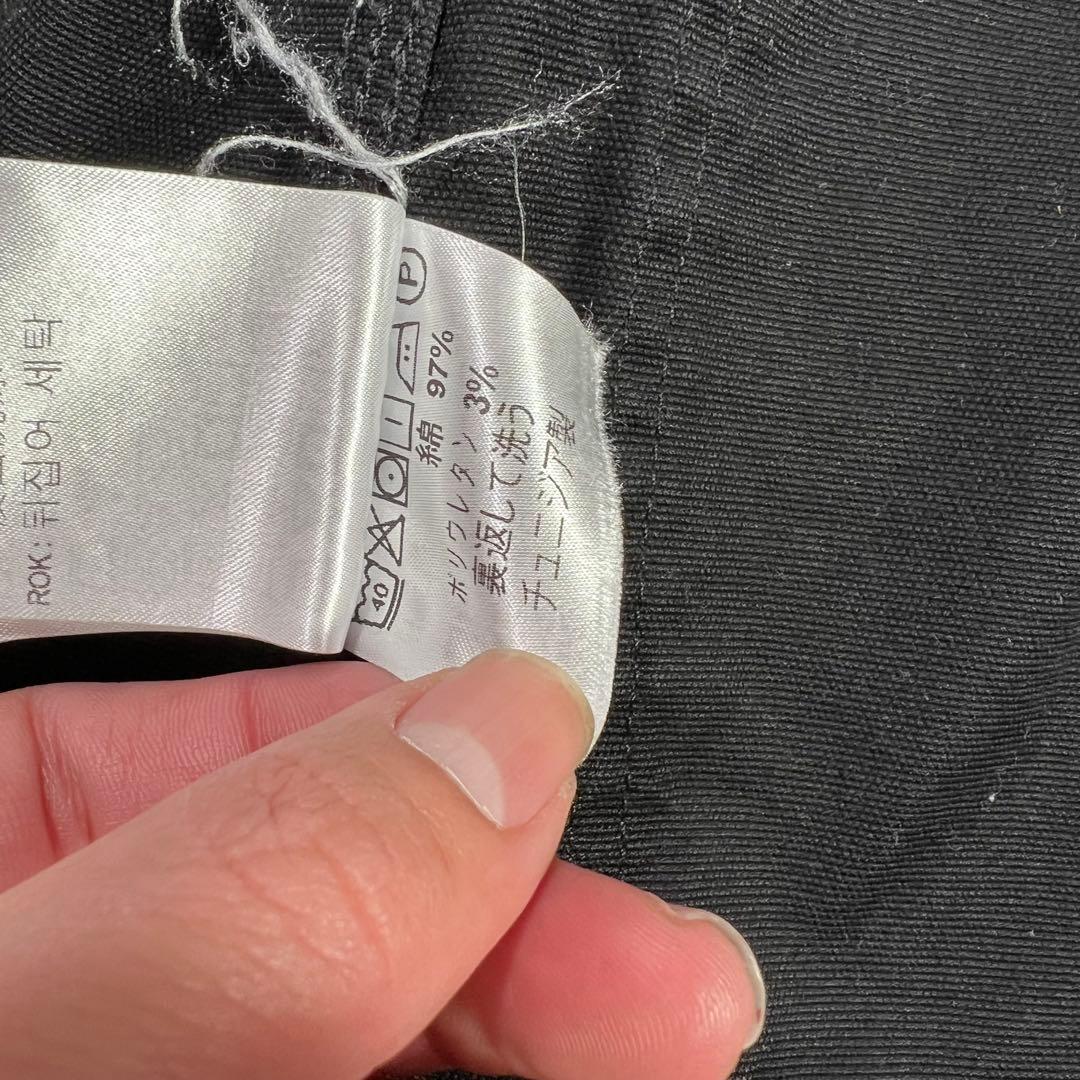 ROK : 뒤집어 세탁
40
P
綿 97%
ポリウレタン 3%
裏返して洗う
チュニジア製